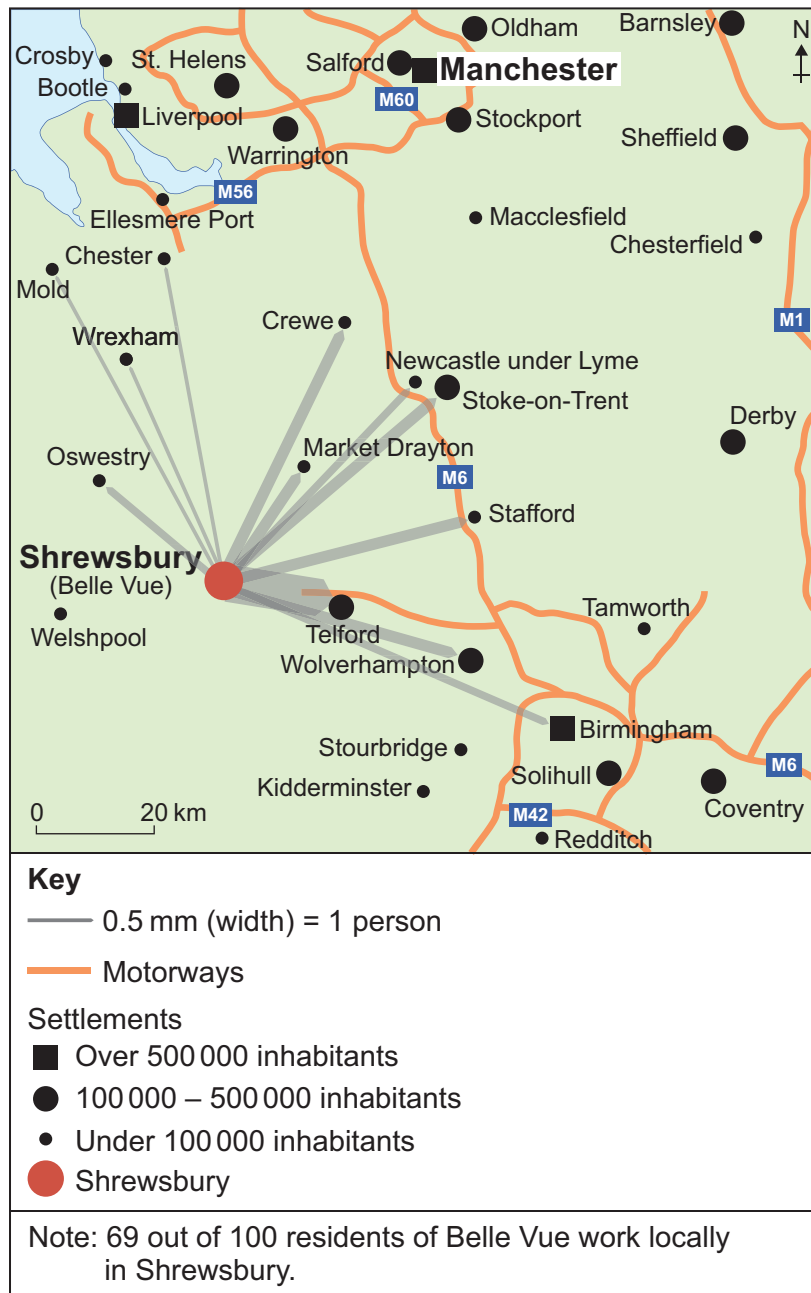 Oldham
Barnsley
N
Crosby
St. Helens
Salford
Manchester
Bootle
M60
Liverpool
Stockport
Sheffield
Warrington
M56
Ellesmere Port
Macclesfield
Chester
Chesterfield
Mold
Crewe
M1
Wrexham
Newcastle under Lyme
Stoke-on-Trent
Derby
Oswestry
Market Drayton
M6
Stafford
Shrewsbury
(Belle Vue)
Tamworth
Welshpool
Telford
Wolverhampton
Birmingham
Stourbridge
M6
Solihull
Kidderminster
Coventry
0 20 km
M42
Redditch
Key
0.5 mm (width) = 1 person
Motorways
Settlements
Over 500 000 inhabitants
100 000 – 500 000 inhabitants
Under 100 000 inhabitants
Shrewsbury
Note: 69 out of 100 residents of Belle Vue work locally
in Shrewsbury.